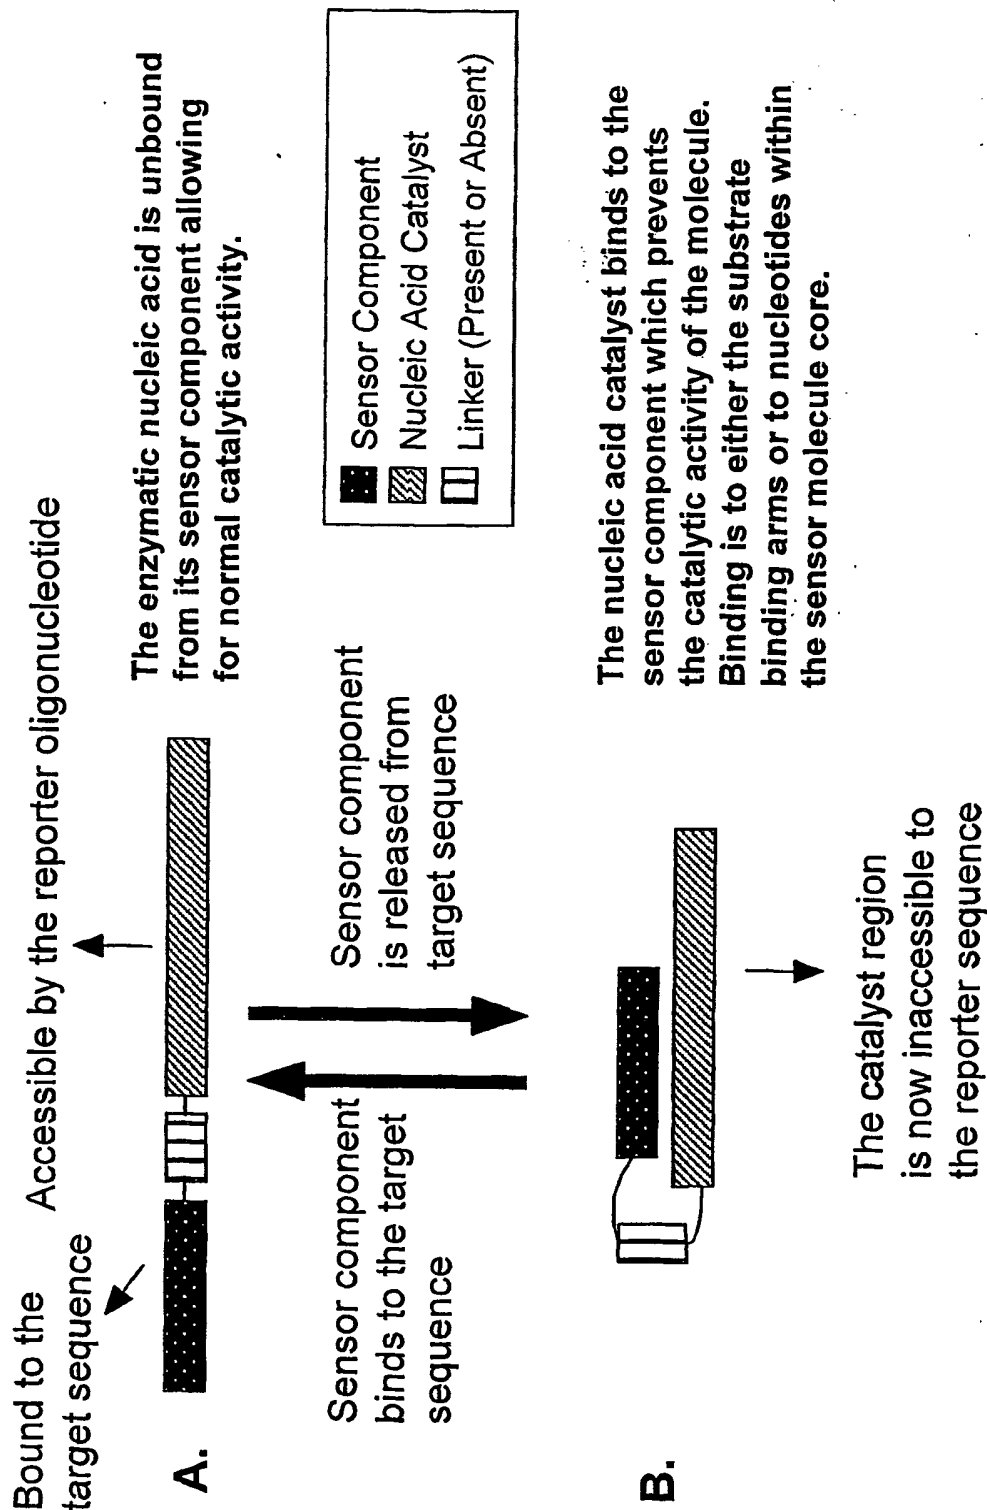 Bound to the
target sequence
Accessible by the reporter oligonucleotide
A.
The enzymatic nucleic acid is unbound
from its sensor component allowing
for normal catalytic activity.
Sensor component
binds to the target
sequence
Sensor component
is released from
target sequence
Sensor Component
Nucleic Acid Catalyst
Linker (Present or Absent)
B.
The nucleic acid catalyst binds to the
sensor component which prevents
the catalytic activity of the molecule.
Binding is to either the substrate
binding arms or to nucleotides within
the sensor molecule core.
The catalyst region
is now inaccessible to
the reporter sequence